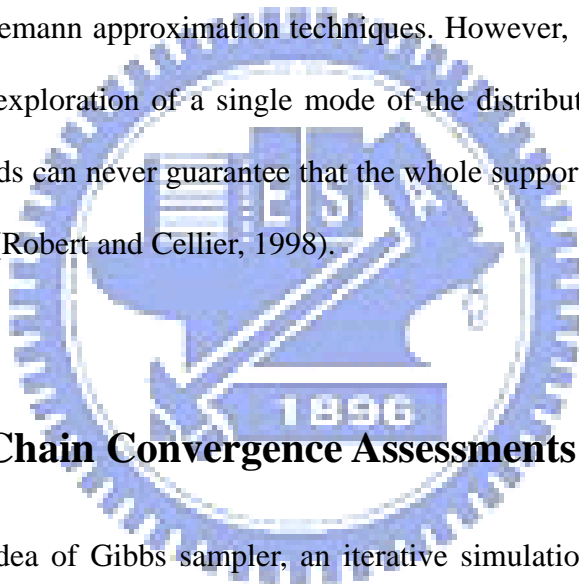 emann approximation techniques. However,
exploration of a single mode of the distribut
ds can never guarantee that the whole suppor
(Robert and Cellier, 1998).
E S A
1896
Chain Convergence Assessments
dea of Gibbs sampler, an iterative simulatio